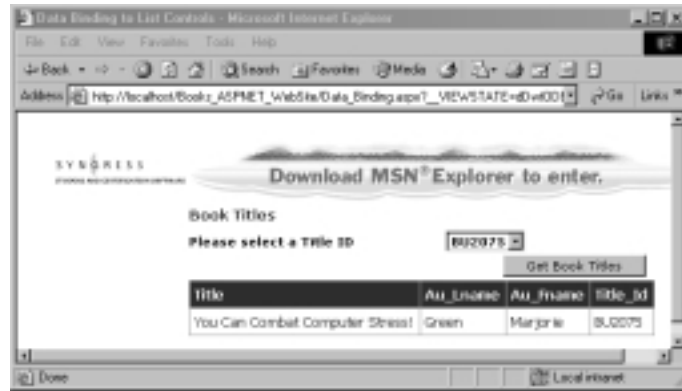 Data Binding to List Controls - Microsoft Internet Explorer
File Edit View Favorites Tools Help
Back Search Favorites Media
Address http://localhost/Books_ASPNET_WebSite/Data_Binding.aspx?__VIEWSTATE= Go Links »
SYNGRESS
Download MSN® Explorer to enter.
Book Titles
Please select a Title ID BU2075
Get Book Titles
Title Au_Lname Au_fname Title_Id
You Can Combat Computer Stress! Green Marjorie BU2075
Done Local intranet